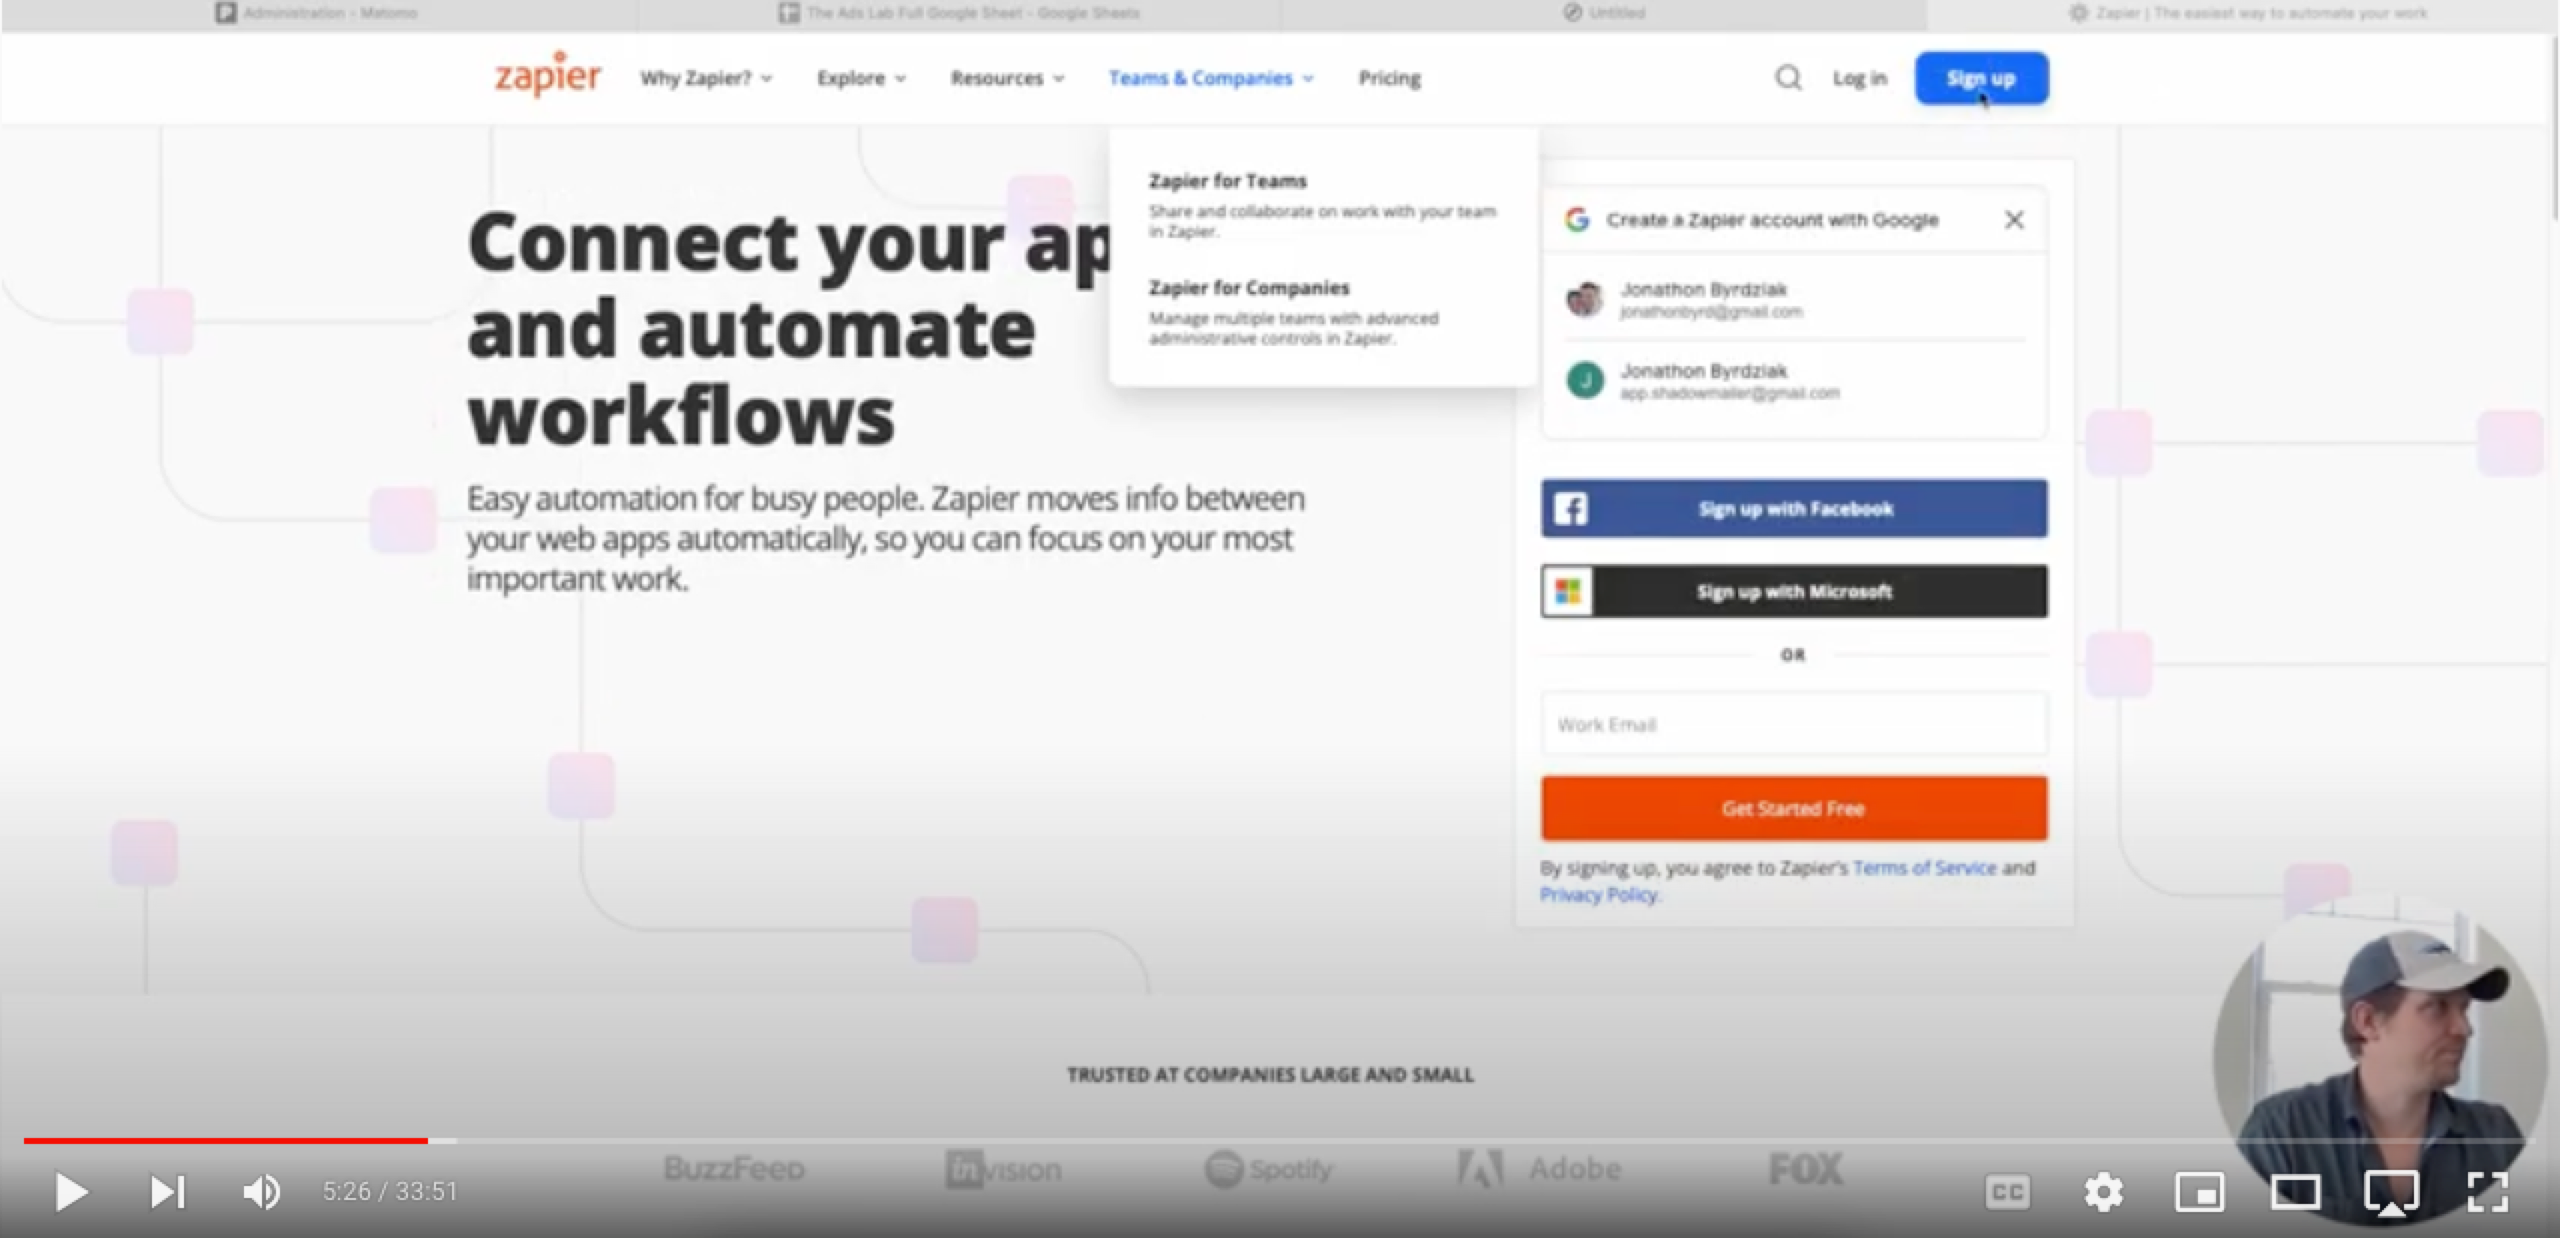 Administration - Matomo
The Ads Lab Full Google Sheet - Google Sheets
Untitled
Zapier | The easiest way to automate your work
zapier
Why Zapier?
Explore
Resources
Teams & Companies
Pricing
Log in
Sign up
Connect your ap
and automate
workflows
Easy automation for busy people. Zapier moves info between
your web apps automatically, so you can focus on your most
important work.
Zapier for Teams
Share and collaborate on work with your team
in Zapier.
Zapier for Companies
Manage multiple teams with advanced
administrative controls in Zapier.
Create a Zapier account with Google
Jonathon Byrdziak
jonathonbyrd@gmail.com
J
Jonathon Byrdziak
app.shadowmailer@gmail.com
Sign up with Facebook
Sign up with Microsoft
OR
Work Email
Get Started Free
By signing up, you agree to Zapier's Terms of Service and
Privacy Policy.
TRUSTED AT COMPANIES LARGE AND SMALL
BuzzFeed
invision
Spotify
Adobe
FOX
5:26 / 33:51
CC